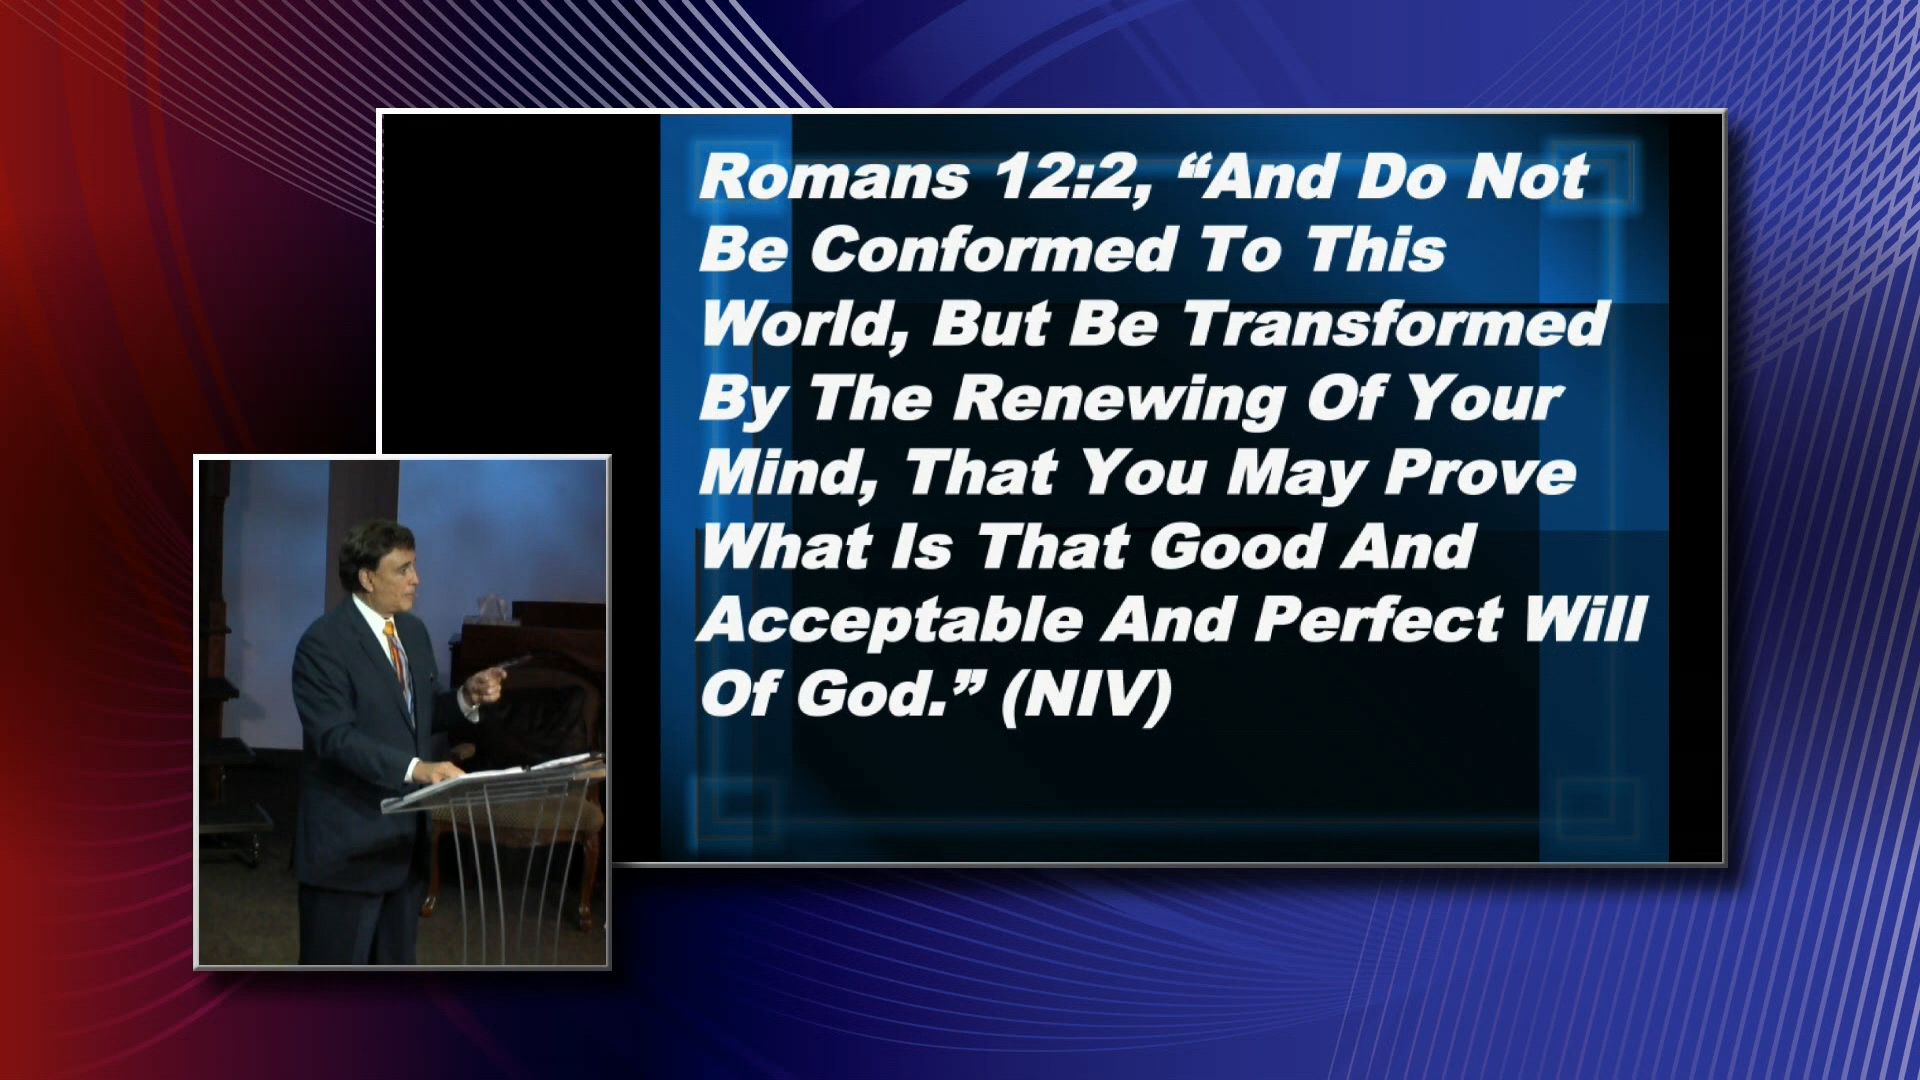 Romans 12:2, “And Do Not
Be Conformed To This
World, But Be Transformed
By The Renewing Of Your
Mind, That You May Prove
What Is That Good And
Acceptable And Perfect Will
Of God.” (NIV)